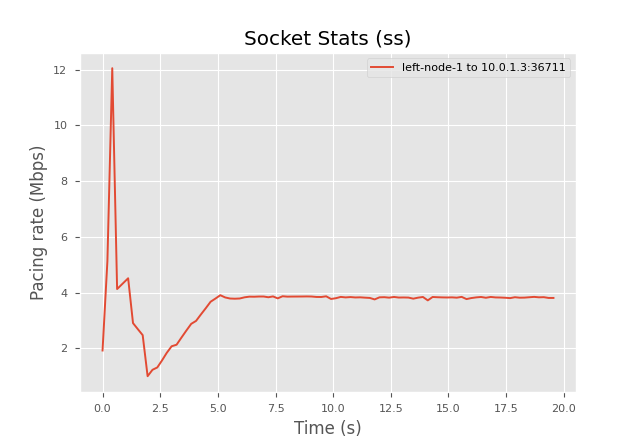 Socket Stats (ss)
left-node-1 to 10.0.1.3:36711
Pacing rate (Mbps)
12
10
8
6
4
2
0.0 2.5 5.0 7.5 10.0 12.5 15.0 17.5 20.0
Time (s)